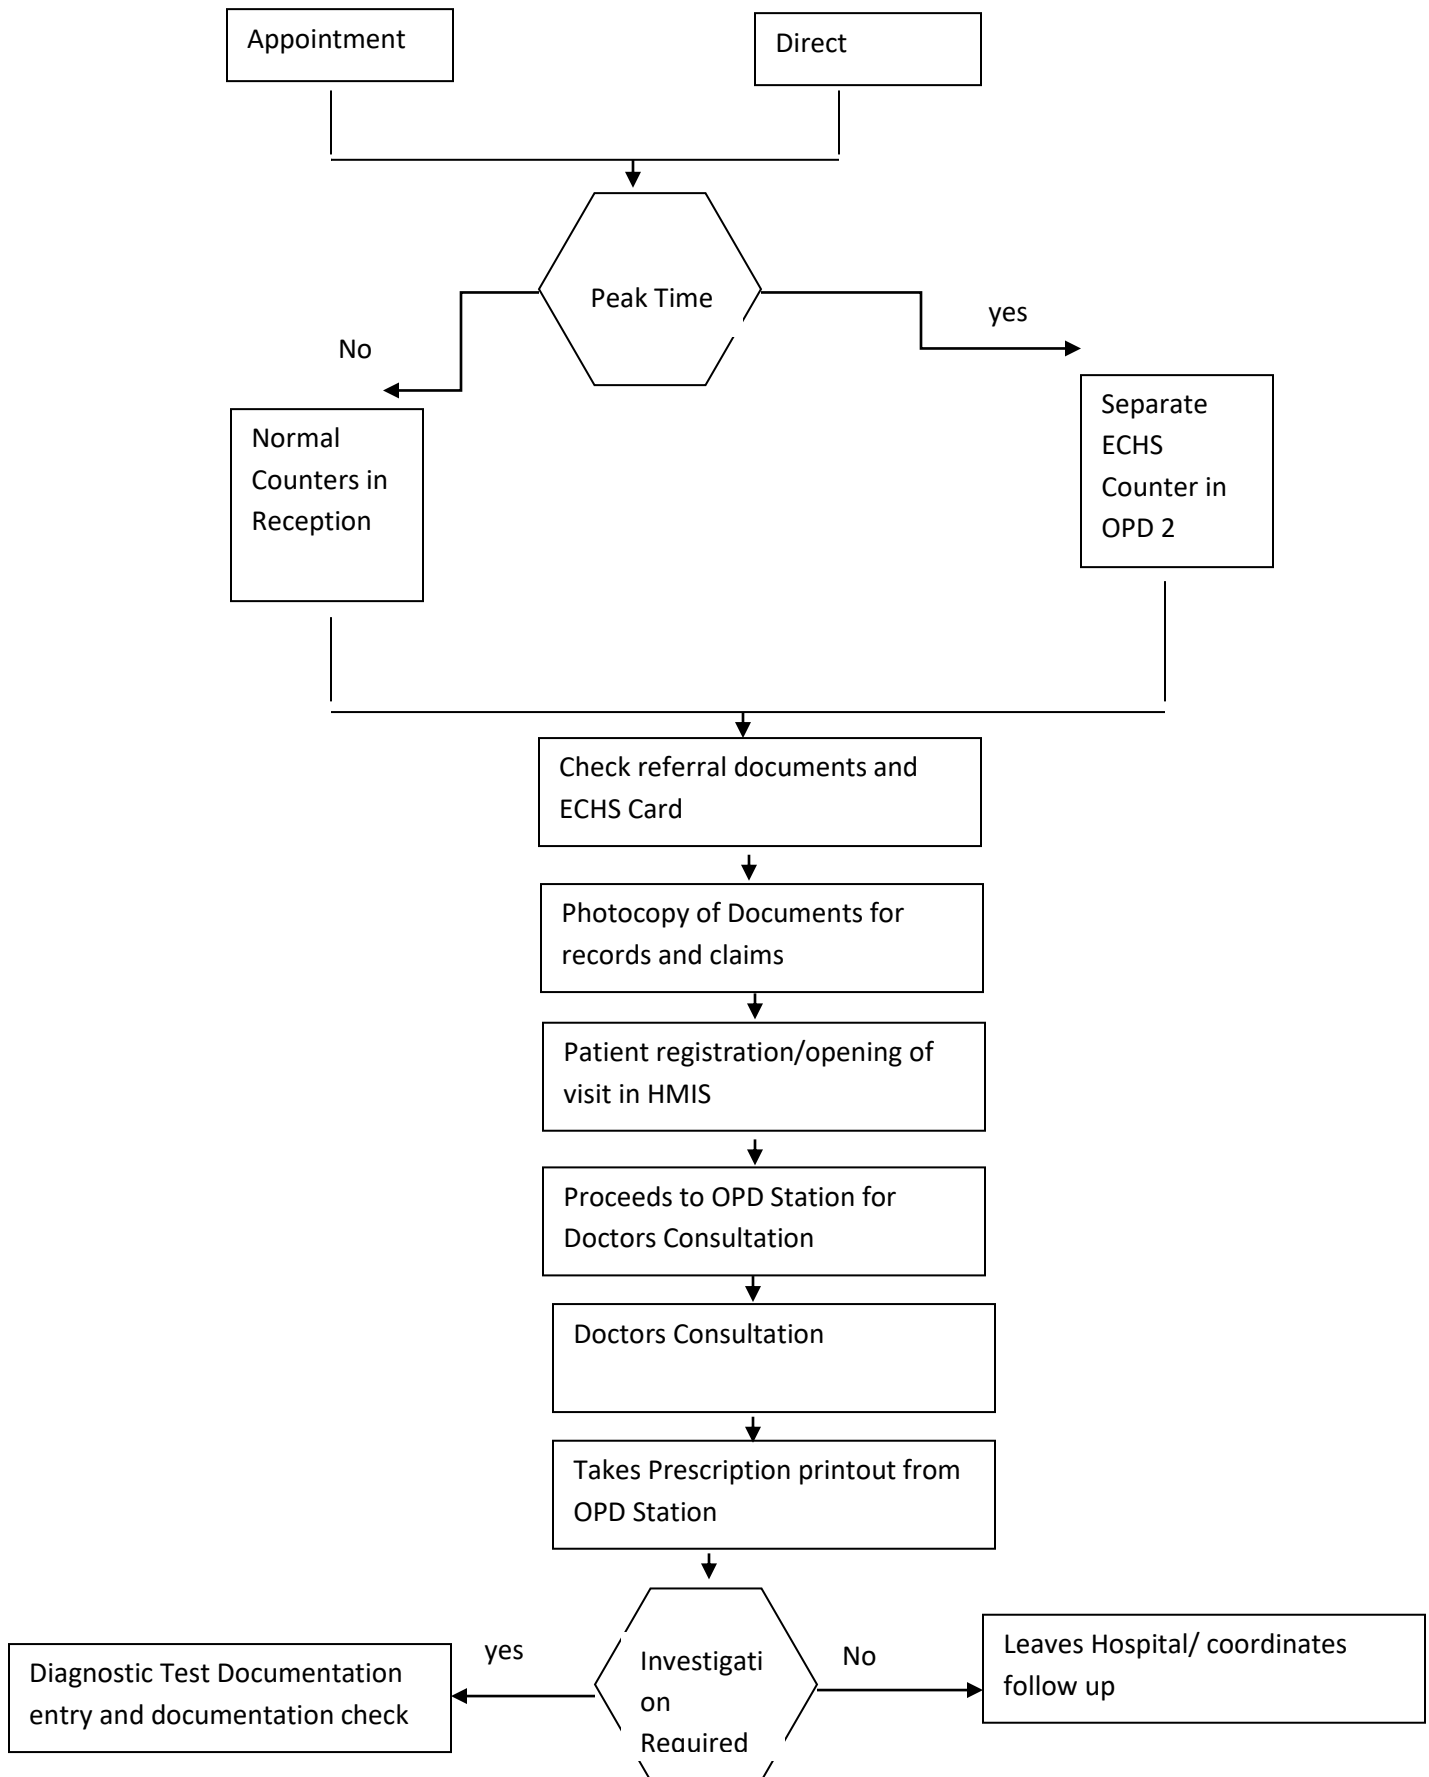 Appointment
Direct
Peak Time
yes
No
Normal
Counters in
Reception
Separate
ECHS
Counter in
OPD 2
Check referral documents and
ECHS Card
Photocopy of Documents for
records and claims
Patient registration/opening of
visit in HMIS
Proceeds to OPD Station for
Doctors Consultation
Doctors Consultation
Takes Prescription printout from
OPD Station
Diagnostic Test Documentation
entry and documentation check
yes
Investigati
on
Required
No
Leaves Hospital/ coordinates
follow up